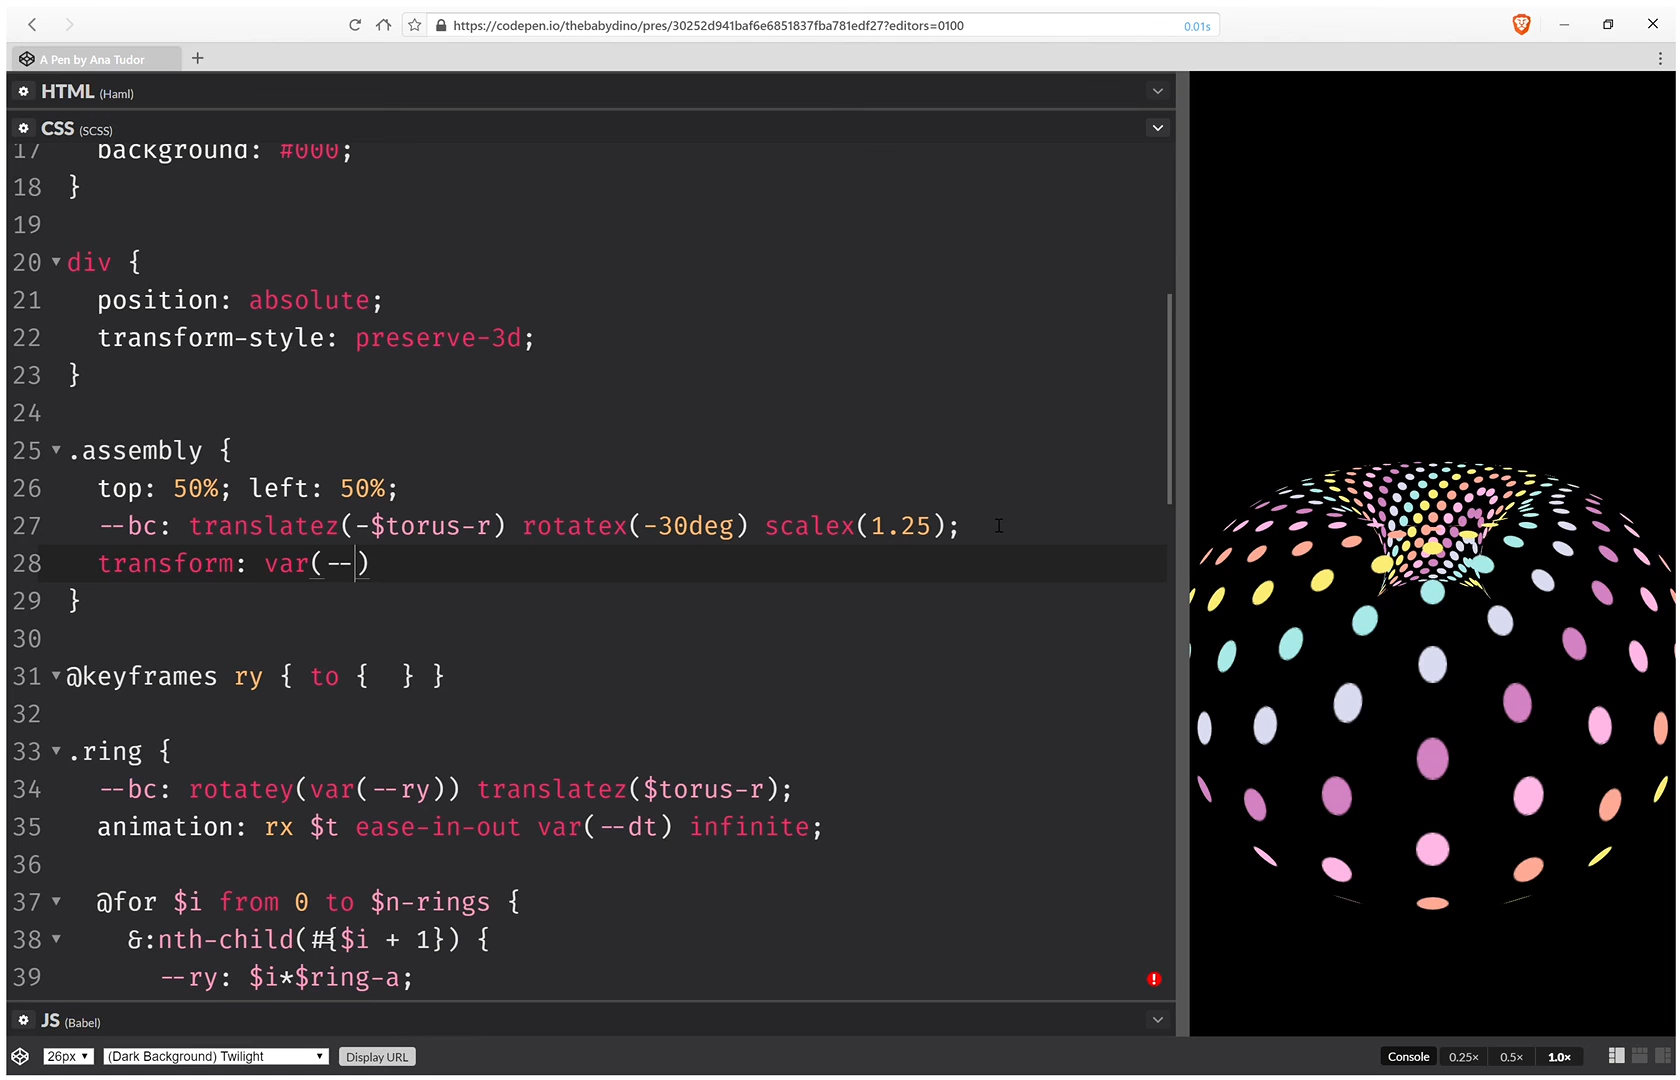 https://codepen.io/thebabydino/pres/30252d941baf6e6851837fba781edf27?editors=0100 0.01s
A Pen by Ana Tudor
HTML (Haml)
CSS (SCSS)
17 background: #000;
18 }
19
20 div {
21 position: absolute;
22 transform-style: preserve-3d;
23 }
24
25 .assembly {
26 top: 50%; left: 50%;
27 --bc: translatez(-$torus-r) rotatex(-30deg) scalex(1.25);
28 transform: var(--)
29 }
30
31 @keyframes ry { to {  } }
32
33 .ring {
34 --bc: rotatey(var(--ry)) translatez($torus-r);
35 animation: rx $t ease-in-out var(--dt) infinite;
36
37 @for $i from 0 to $n-rings {
38 &:nth-child(#{$i + 1}) {
39 --ry: $i*$ring-a;
JS (Babel)
26px (Dark Background) Twilight Display URL
Console 0.25× 0.5× 1.0×